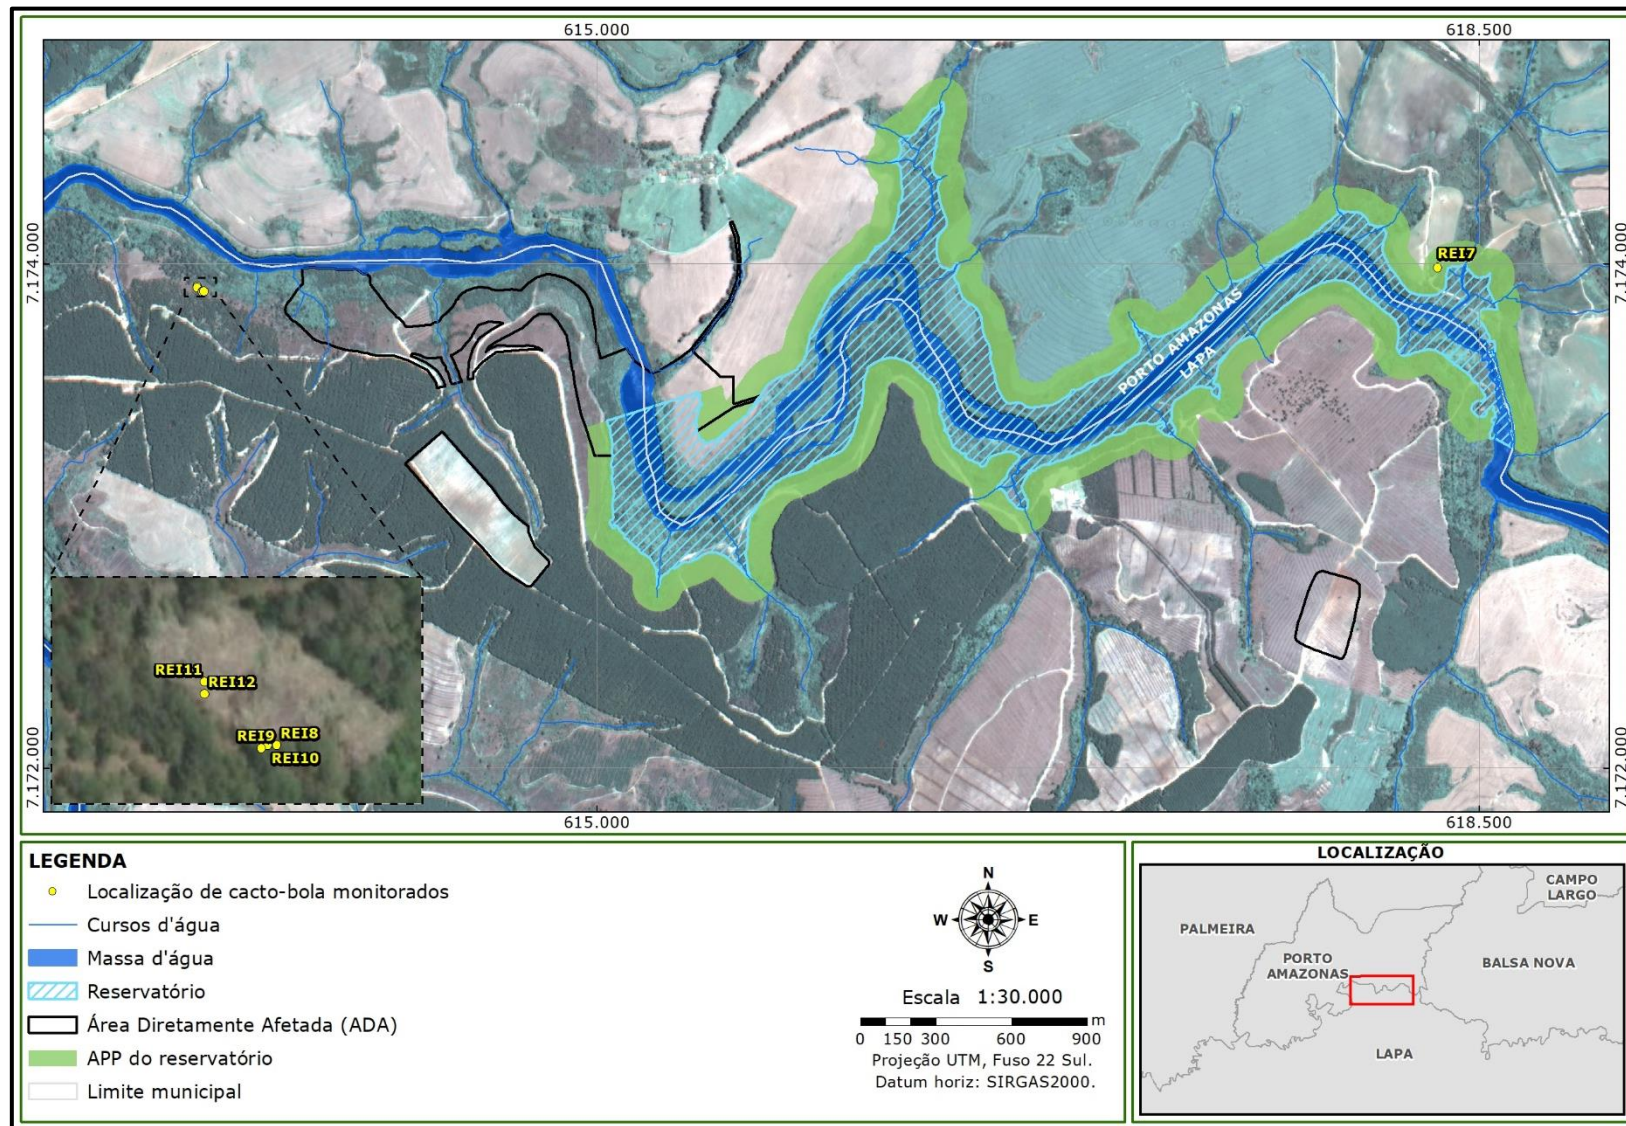 615.000
618.500
7.174.000
7.174.000
REI7
PORTO AMAZONAS
LAPA
REI11
REI12
REI9
REI8
REI10
7.172.000
7.172.000
615.000
618.500
LEGENDA
Localização de cacto-bola monitorados
Cursos d'água
Massa d'água
Reservatório
Área Diretamente Afetada (ADA)
APP do reservatório
Limite municipal
N
W
E
S
Escala 1:30.000
m
0 150 300 600 900
Projeção UTM, Fuso 22 Sul.
Datum horiz: SIRGAS2000.
LOCALIZAÇÃO
CAMPO
LARGO
PALMEIRA
PORTO
AMAZONAS
BALSA NOVA
LAPA